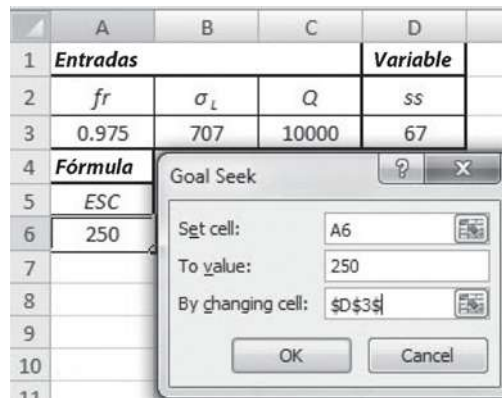 A B C D
1 Entradas Variable
2 fr σL Q ss
3 0.975 707 10000 67
4 Fórmula
5 ESC
6 250
7
8
9
10
11
Goal Seek ? X
Set cell: A6
To value: 250
By changing cell: $D$3$
OK Cancel